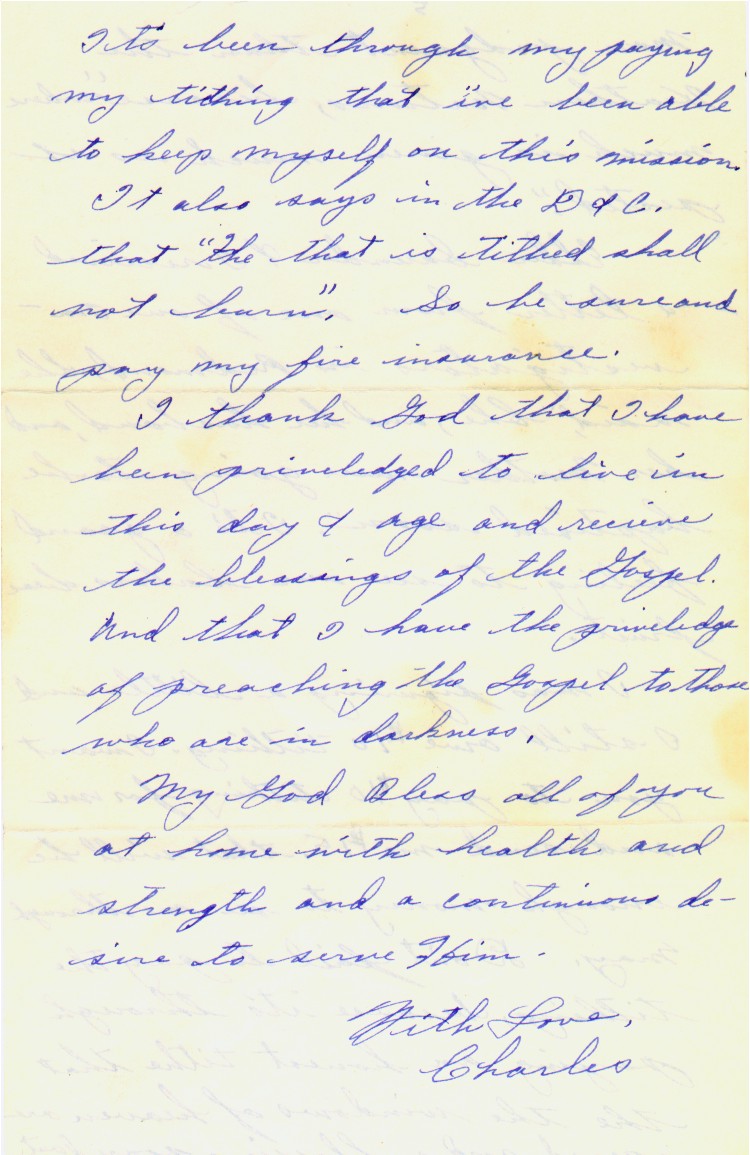 It's been through my paying
my tithing that "ive been able
to keep myself on this mission.
It also says in the D & C.
that "He that is tithed shall
not burn". So be sure and
pay my fire insurance.
I thank God that I have
been priveledged to live in
this day & age and recieve
the blessings of the Gospel.
And that I have the priveledge
of preaching the Gospel to those
who are in darkness.
My God Bless all of you
at home with health and
strength and a continuous de-
sire to serve Him.
With Love,
Charles